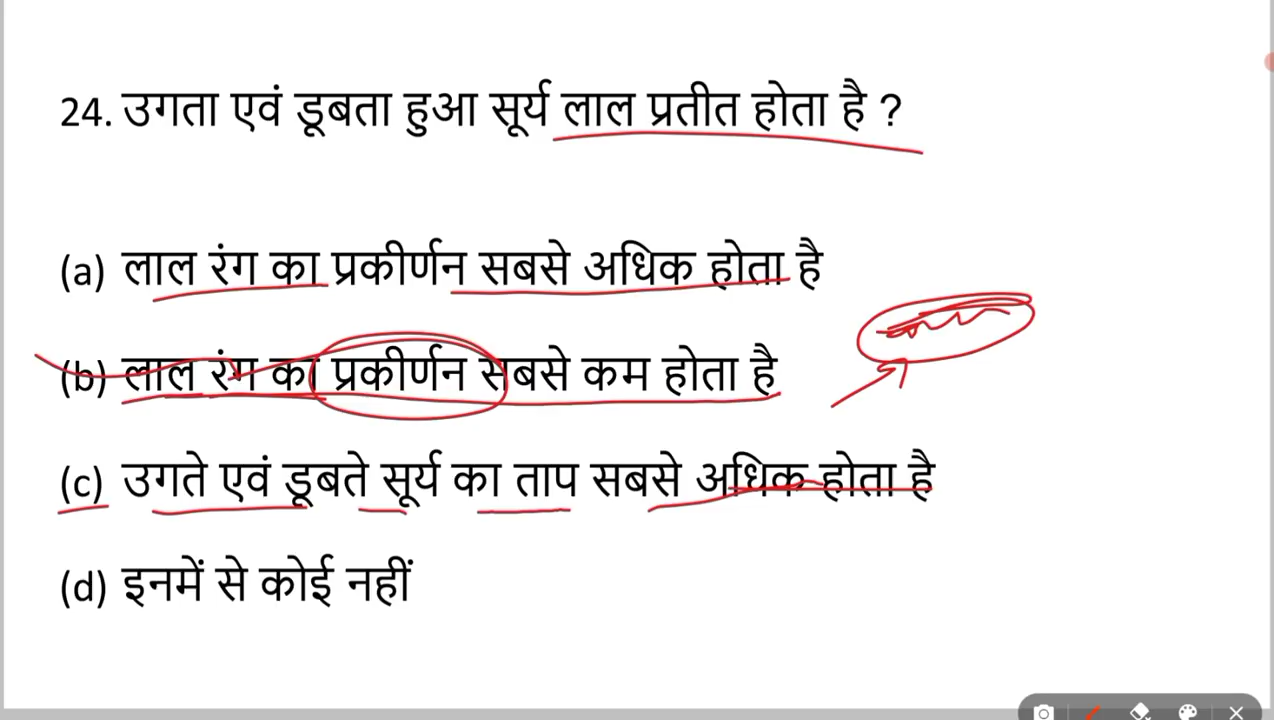 24. उगता एवं डूबता हुआ सूर्य लाल प्रतीत होता है ?
(a) लाल रंग का प्रकीर्णन सबसे अधिक होता है
(b) लाल रंग का प्रकीर्णन सबसे कम होता है
(c) उगते एवं डूबते सूर्य का ताप सबसे अधिक होता है
(d) इनमें से कोई नहीं